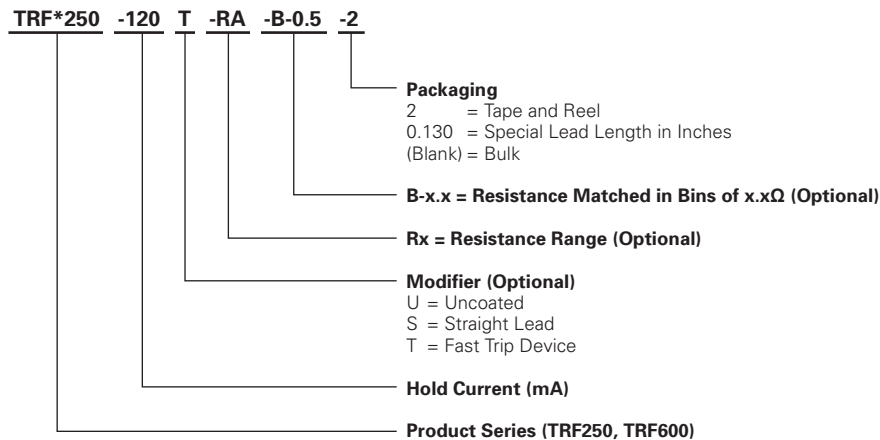 TRF*250 -120 T -RA -B-0.5 -2
Packaging
2 = Tape and Reel
0.130 = Special Lead Length in Inches
(Blank) = Bulk
B-x.x = Resistance Matched in Bins of x.xΩ (Optional)
Rx = Resistance Range (Optional)
Modifier (Optional)
U = Uncoated
S = Straight Lead
T = Fast Trip Device
Hold Current (mA)
Product Series (TRF250, TRF600)